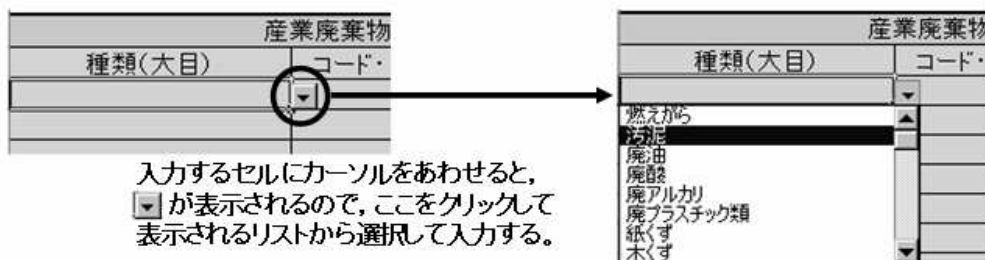 産業廃棄物
種類(大目)
コード・
入力するセルにカーソルをあわせると,
が表示されるので,ここをクリックして
表示されるリストから選択して入力する。
産業廃棄物
種類(大目)
コード・
燃えがら
汚泥
廃油
廃酸
廃アルカリ
廃プラスチック類
紙くず
木くず